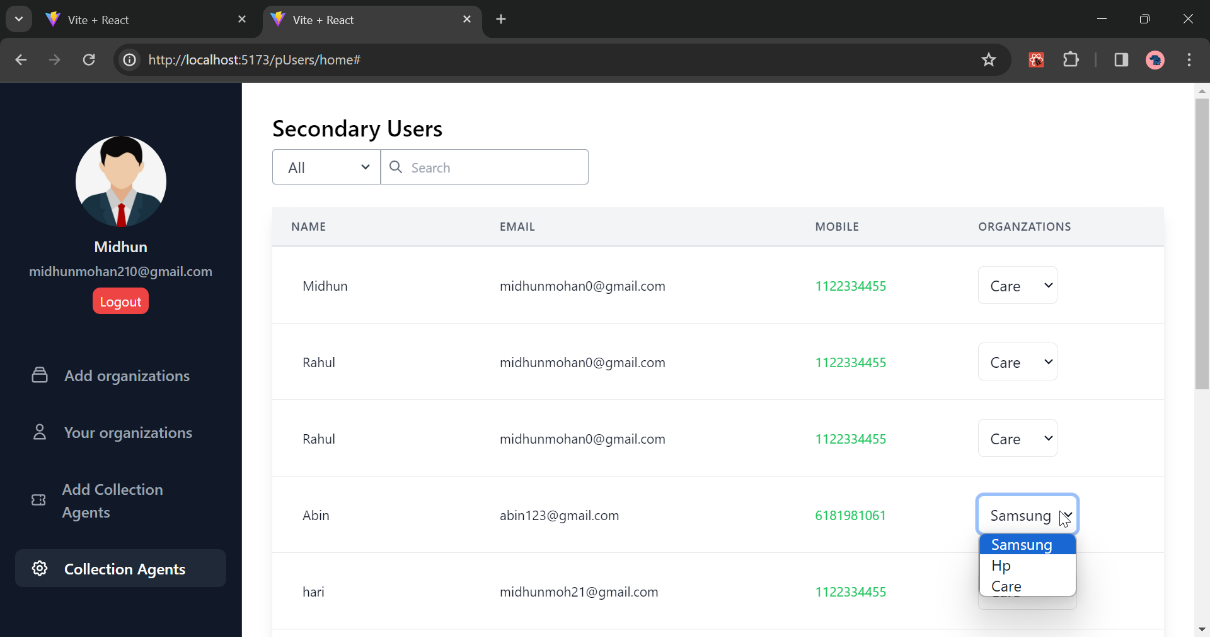 Vite + React
Vite + React
http://localhost:5173/pUsers/home#
Midhun
midhunmohan210@gmail.com
Logout
Add organizations
Your organizations
Add Collection
Agents
Collection Agents
Secondary Users
All Search
NAME EMAIL MOBILE ORGANZATIONS
Midhun midhunmohan0@gmail.com 1122334455 Care
Rahul midhunmohan0@gmail.com 1122334455 Care
Rahul midhunmohan0@gmail.com 1122334455 Care
Abin abin123@gmail.com 6181981061 Samsung
Samsung
Hp
Care
hari midhunmoh21@gmail.com 1122334455